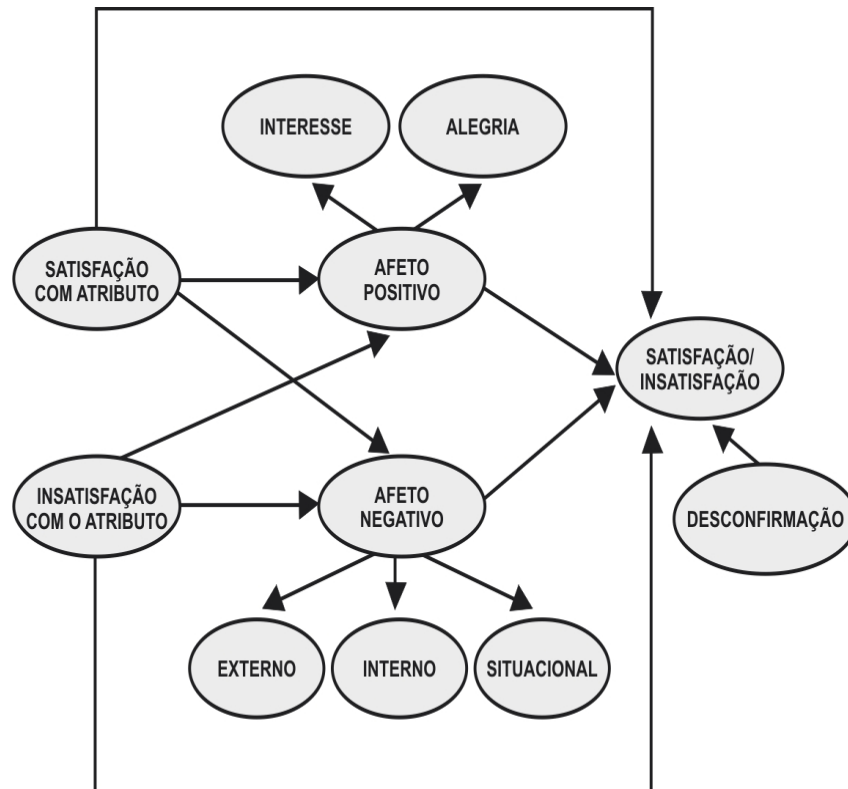 INTERESSE
ALEGRIA
SATISFAÇÃO
COM ATRIBUTO
AFETO
POSITIVO
SATISFAÇÃO/
INSATISFAÇÃO
INSATISFAÇÃO
COM O ATRIBUTO
AFETO
NEGATIVO
DESCONFIRMAÇÃO
EXTERNO
INTERNO
SITUACIONAL